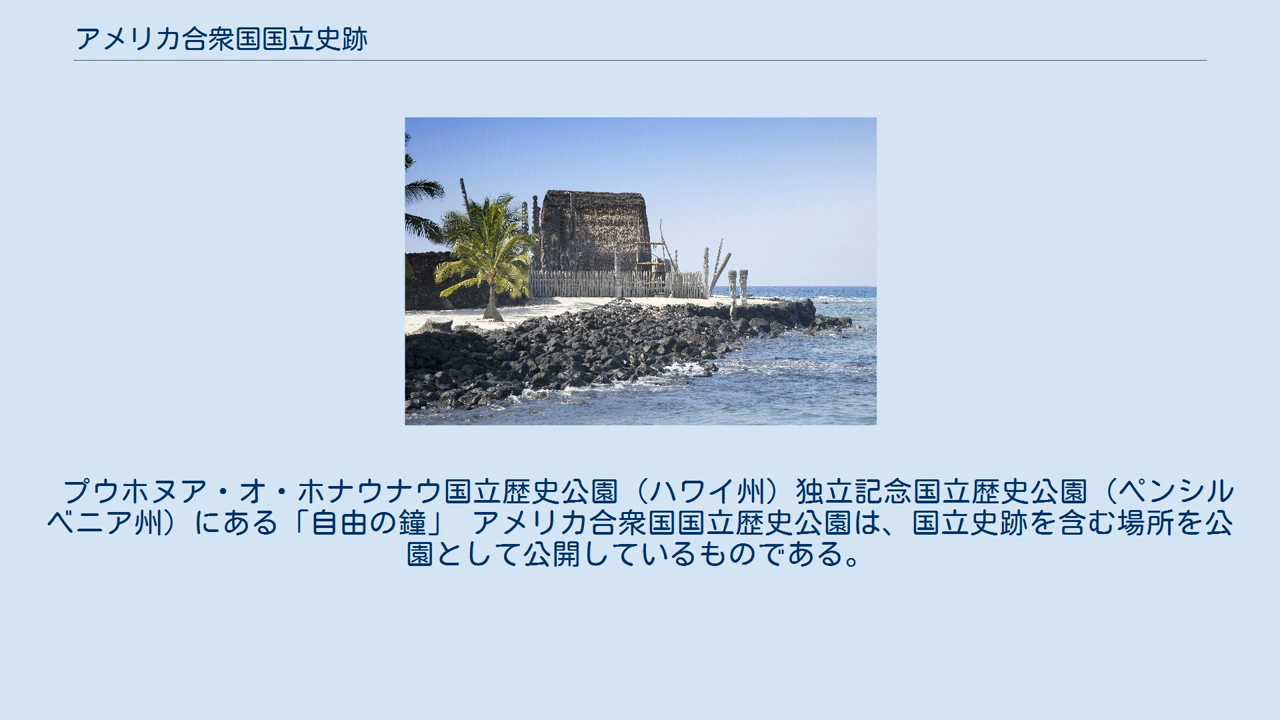 アメリカ合衆国国立史跡
プウホヌア・オ・ホナウナウ国立歴史公園（ハワイ州）独立記念国立歴史公園（ペンシル
ベニア州）にある「自由の鐘」 アメリカ合衆国国立歴史公園は、国立史跡を含む場所を公
園として公開しているものである。